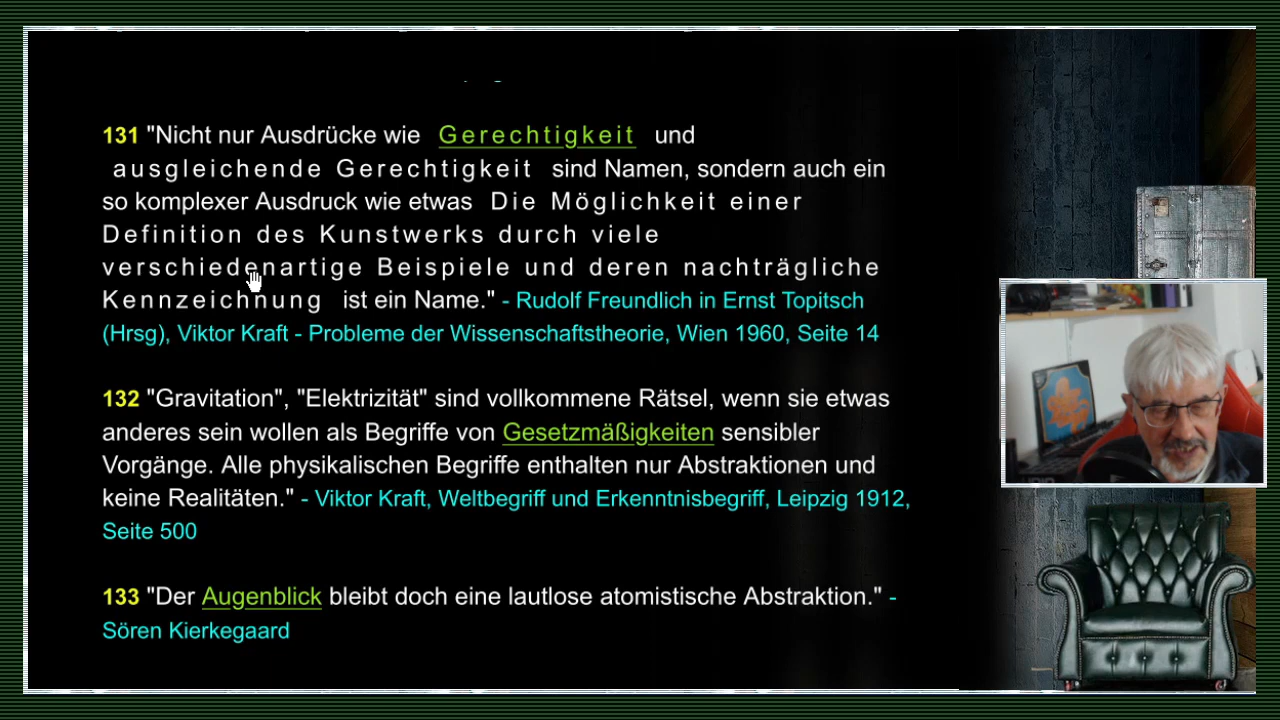 131 "Nicht nur Ausdrücke wie Gerechtigkeit und
ausgleichende Gerechtigkeit sind Namen, sondern auch ein
so komplexer Ausdruck wie etwas Die Möglichkeit einer
Definition des Kunstwerks durch viele
verschiedenartige Beispiele und deren nachträgliche
Kennzeichnung ist ein Name." - Rudolf Freundlich in Ernst Topitsch
(Hrsg), Viktor Kraft - Probleme der Wissenschaftstheorie, Wien 1960, Seite 14
132 "Gravitation", "Elektrizität" sind vollkommene Rätsel, wenn sie etwas
anderes sein wollen als Begriffe von Gesetzmäßigkeiten sensibler
Vorgänge. Alle physikalischen Begriffe enthalten nur Abstraktionen und
keine Realitäten." - Viktor Kraft, Weltbegriff und Erkenntnisbegriff, Leipzig 1912,
Seite 500
133 "Der Augenblick bleibt doch eine lautlose atomistische Abstraktion." -
Sören Kierkegaard